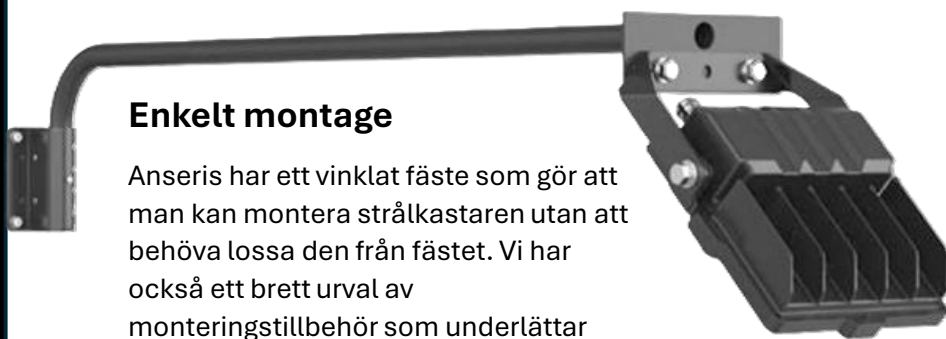 Enkelt montage
Anseris har ett vinklat fäste som gör att
man kan montera strålkastaren utan att
behöva lossa den från fästet. Vi har
också ett brett urval av
monteringstillbehör som underlättar